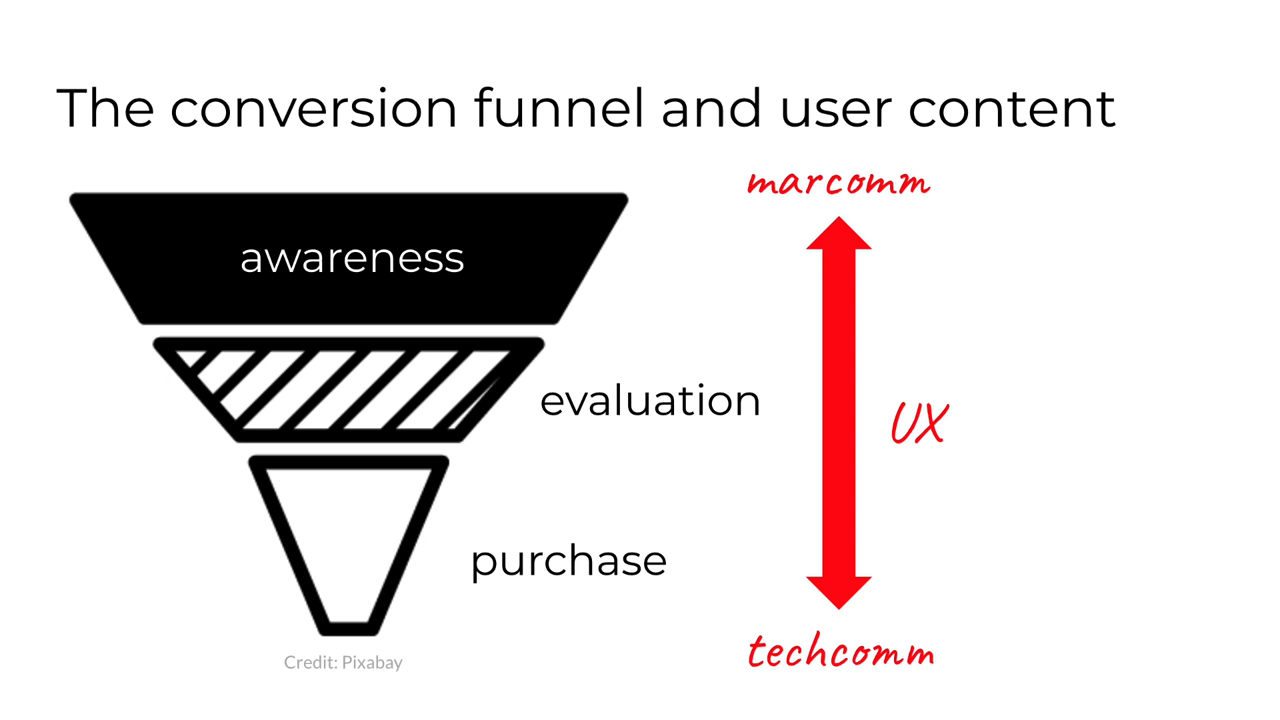 The conversion funnel and user content
marcomm
awareness
evaluation
UX
purchase
techcomm
Credit: Pixabay